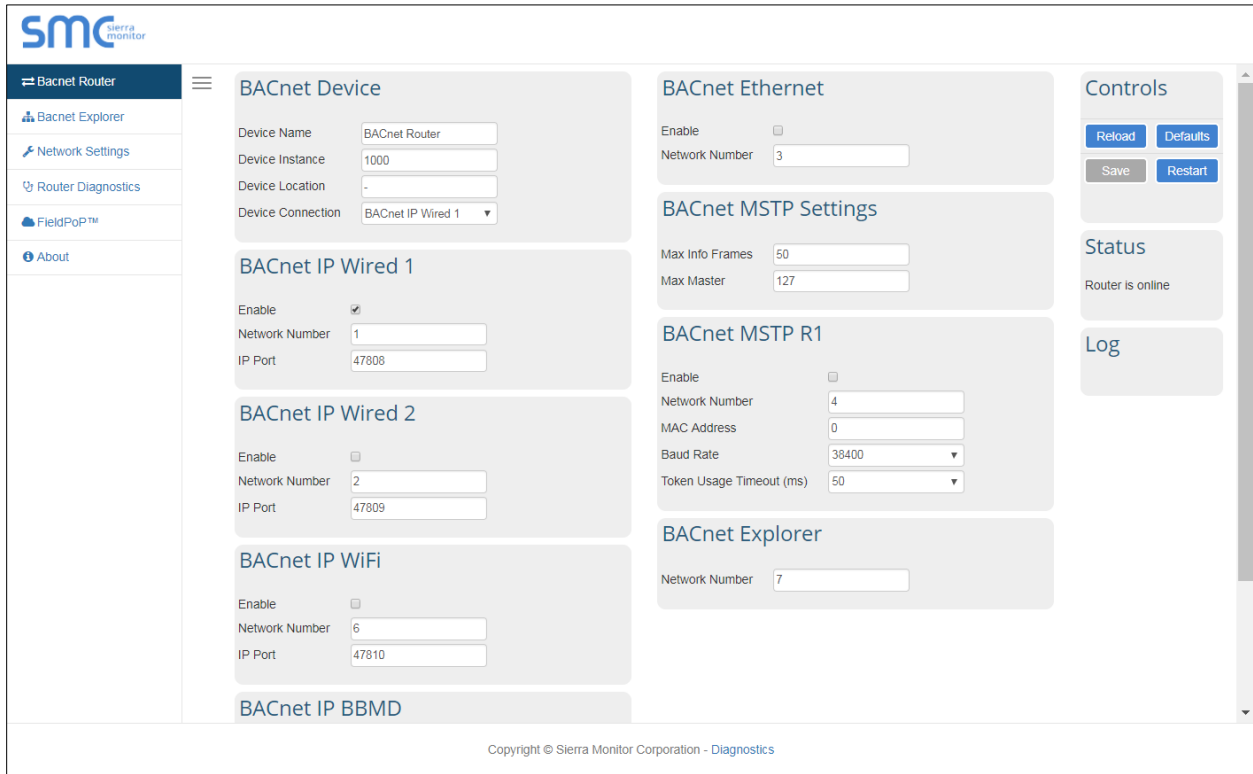 SMC sierra monitor
Bacnet Router
Bacnet Explorer
Network Settings
Router Diagnostics
FieldPoP™
About
BACnet Device
Device Name BACnet Router
Device Instance 1000
Device Location -
Device Connection BACnet IP Wired 1
BACnet IP Wired 1
Enable
Network Number 1
IP Port 47808
BACnet IP Wired 2
Enable
Network Number 2
IP Port 47809
BACnet IP WiFi
Enable
Network Number 6
IP Port 47810
BACnet IP BBMD
BACnet Ethernet
Enable
Network Number 3
BACnet MSTP Settings
Max Info Frames 50
Max Master 127
BACnet MSTP R1
Enable
Network Number 4
MAC Address 0
Baud Rate 38400
Token Usage Timeout (ms) 50
BACnet Explorer
Network Number 7
Controls
Reload Defaults
Save Restart
Status
Router is online
Log
Copyright © Sierra Monitor Corporation - Diagnostics